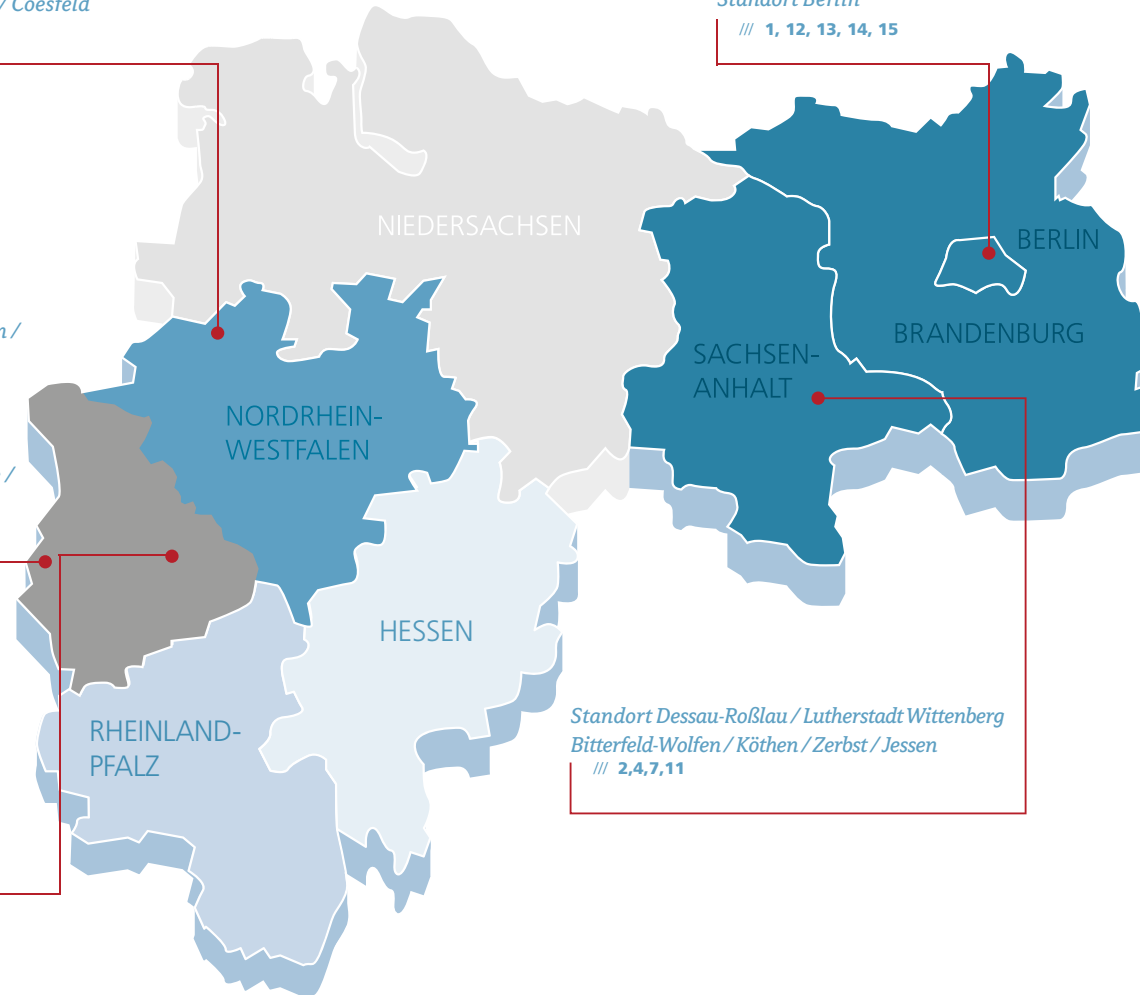 / Coesfeld
Standort Berlin
/// 1, 12, 13, 14, 15
NIEDERSACHSEN
BERLIN
BRANDENBURG
SACHSEN-
ANHALT
NORDRHEIN-
WESTFALEN
HESSEN
RHEINLAND-
PFALZ
Standort Dessau-Roßlau / Lutherstadt Wittenberg
Bitterfeld-Wolfen / Köthen / Zerbst / Jessen
/// 2,4,7,11